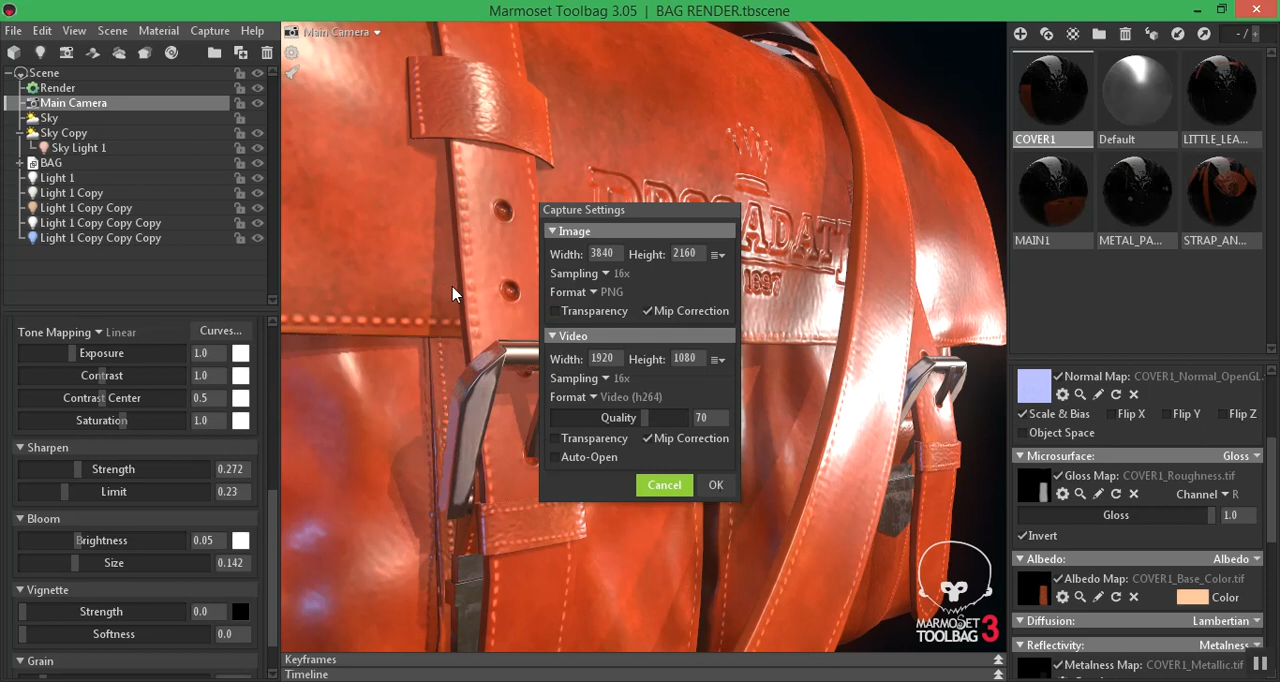 Marmoset Toolbag 3.05 | BAG RENDER.tbscene
File Edit View Scene Material Capture Help
Main Camera
- / +
Scene
Render
Main Camera
Sky
Sky Copy
Sky Light 1
BAG
Light 1
Light 1 Copy
Light 1 Copy Copy
Light 1 Copy Copy Copy
Light 1 Copy Copy Copy
Tone Mapping Linear Curves...
Exposure 1.0
Contrast 1.0
Contrast Center 0.5
Saturation 1.0
Sharpen
Strength 0.272
Limit 0.23
Bloom
Brightness 0.05
Size 0.142
Vignette
Strength 0.0
Softness 0.0
Grain
1897
Capture Settings
Image
Width: 3840 Height: 2160
Sampling 16x
Format PNG
Transparency Mip Correction
Video
Width: 1920 Height: 1080
Sampling 16x
Format Video (h264)
Quality 70
Transparency Mip Correction
Auto-Open
Cancel OK
MARMOSET
TOOLBAG 3
Keyframes
Timeline
COVER1 Default LITTLE_LEA...
MAIN1 METAL_PA... STRAP_AN...
Normal Map: COVER1_Normal_OpenGL.
Scale & Bias Flip X Flip Y Flip Z
Object Space
Microsurface: Gloss
Gloss Map: COVER1_Roughness.tif
Channel R
Gloss 1.0
Invert
Albedo: Albedo
Albedo Map: COVER1_Base_Color.tif
Color
Diffusion: Lambertian
Reflectivity: Metalness
Metalness Map: COVER1_Metallic.tif